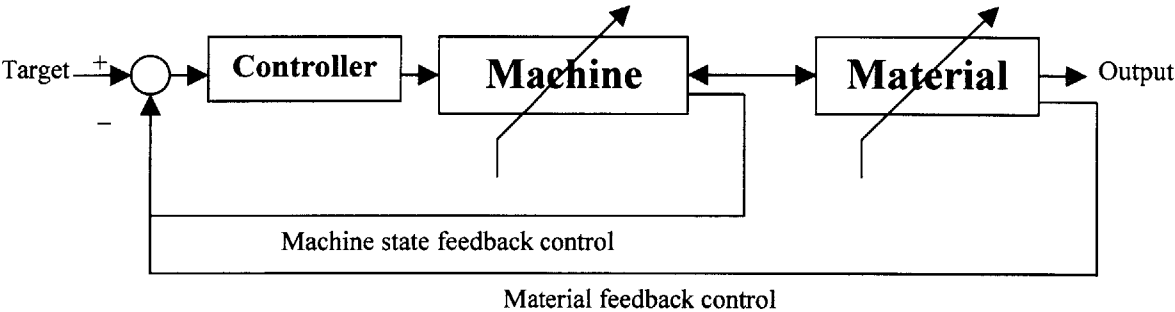 Target
+
−
Controller
Machine
Material
Output
Machine state feedback control
Material feedback control